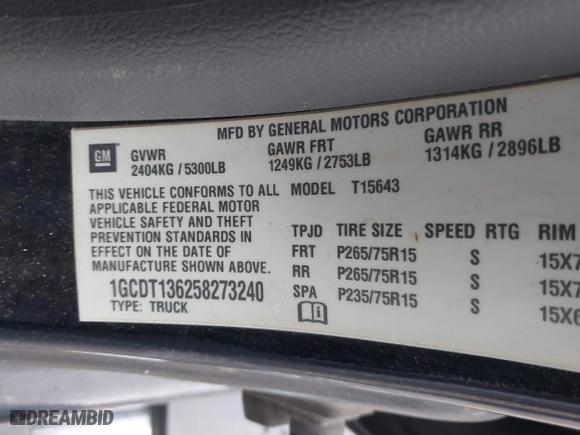 MFD BY GENERAL MOTORS CORPORATION
GM GVWR GAWR FRT GAWR RR
2404KG / 5300LB 1249KG / 2753LB 1314KG / 2896LB
THIS VEHICLE CONFORMS TO ALL MODEL T15643
APPLICABLE FEDERAL MOTOR
VEHICLE SAFETY AND THEFT
PREVENTION STANDARDS IN
EFFECT ON THE DATE OF
MANUFACTURE SHOWN ABOVE.
1GCDT136258273240
TYPE: TRUCK
TPJD TIRE SIZE SPEED RTG RIM
FRT P265/75R15 S 15X7
RR P265/75R15 S 15X7
SPA P235/75R15 S 15X6
DREAMBID